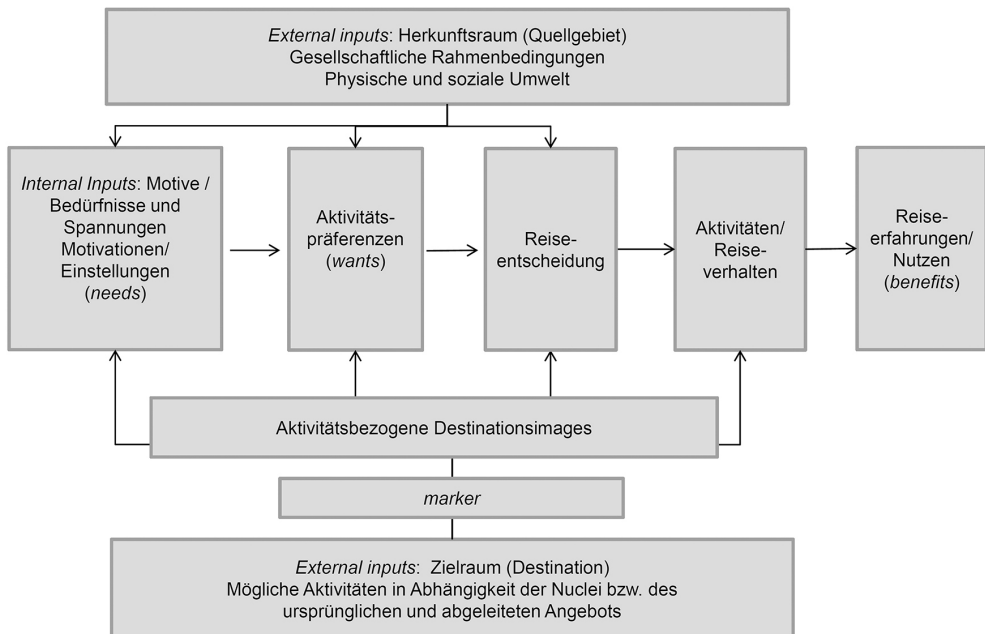 External inputs: Herkunftsraum (Quellgebiet)
Gesellschaftliche Rahmenbedingungen
Physische und soziale Umwelt
Internal Inputs: Motive /
Bedürfnisse und
Spannungen
Motivationen/
Einstellungen
(needs)
Aktivitäts-
präferenzen
(wants)
Reise-
entscheidung
Aktivitäten/
Reise-
verhalten
Reise-
erfahrungen/
Nutzen
(benefits)
Aktivitätsbezogene Destinationsimages
marker
External inputs: Zielraum (Destination)
Mögliche Aktivitäten in Abhängigkeit der Nuclei bzw. des
ursprünglichen und abgeleiteten Angebots